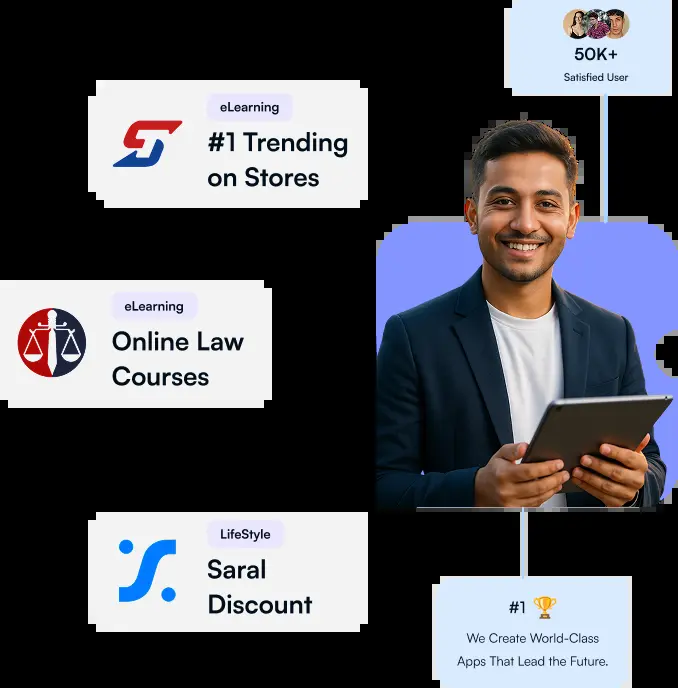 50K+
Satisfied User
eLearning
#1 Trending
on Stores
eLearning
Online Law
Courses
LifeStyle
Saral
Discount
#1
We Create World-Class
Apps That Lead the Future.